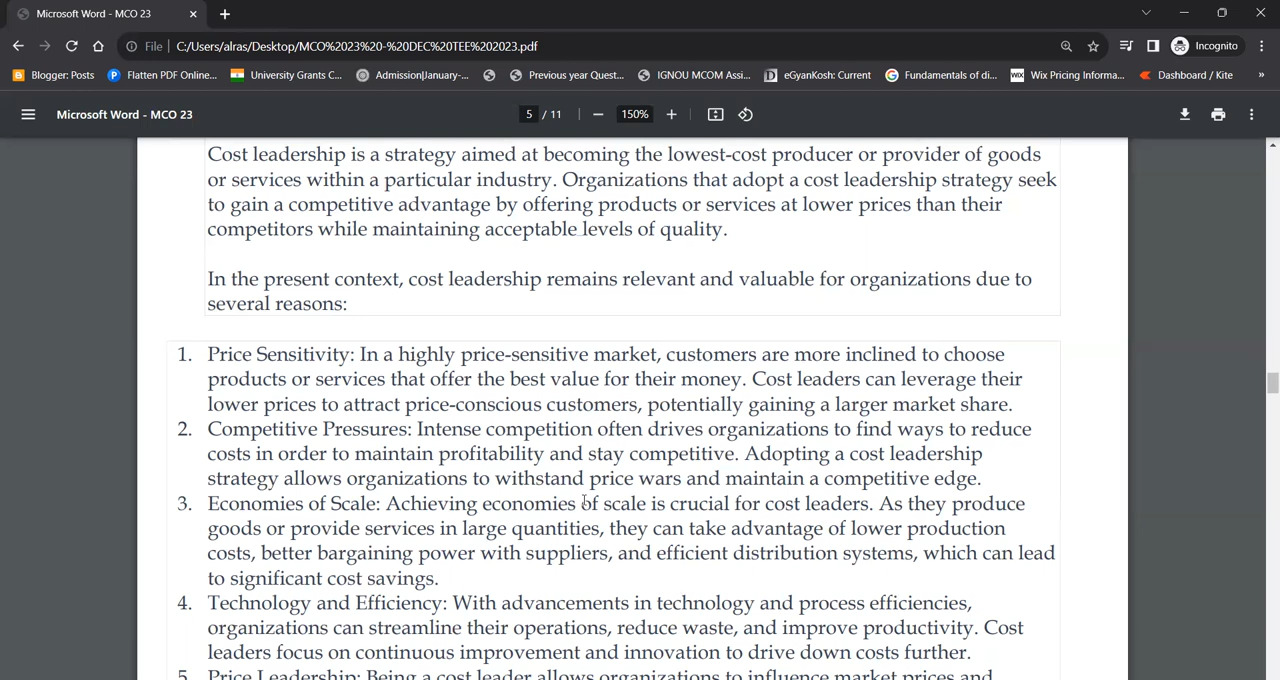 Microsoft Word - MCO 23
File C:/Users/alras/Desktop/MCO%2023%20-%20DEC%20TEE%202023.pdf
Incognito
Blogger: Posts Flatten PDF Online... University Grants C... Admission|January-... Previous year Quest... IGNOU MCOM Assi... eGyanKosh: Current Fundamentals of di... Wix Pricing Informa... Dashboard / Kite »
Microsoft Word - MCO 23 5 / 11 150%
Cost leadership is a strategy aimed at becoming the lowest-cost producer or provider of goods
or services within a particular industry. Organizations that adopt a cost leadership strategy seek
to gain a competitive advantage by offering products or services at lower prices than their
competitors while maintaining acceptable levels of quality.
In the present context, cost leadership remains relevant and valuable for organizations due to
several reasons:
1. Price Sensitivity: In a highly price-sensitive market, customers are more inclined to choose
products or services that offer the best value for their money. Cost leaders can leverage their
lower prices to attract price-conscious customers, potentially gaining a larger market share.
2. Competitive Pressures: Intense competition often drives organizations to find ways to reduce
costs in order to maintain profitability and stay competitive. Adopting a cost leadership
strategy allows organizations to withstand price wars and maintain a competitive edge.
3. Economies of Scale: Achieving economies of scale is crucial for cost leaders. As they produce
goods or provide services in large quantities, they can take advantage of lower production
costs, better bargaining power with suppliers, and efficient distribution systems, which can lead
to significant cost savings.
4. Technology and Efficiency: With advancements in technology and process efficiencies,
organizations can streamline their operations, reduce waste, and improve productivity. Cost
leaders focus on continuous improvement and innovation to drive down costs further.
5. Price Leadership: Being a cost leader allows organizations to influence market prices and